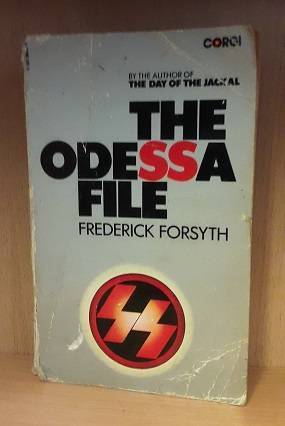 CORGI
BY THE AUTHOR OF
THE DAY OF THE JACKAL
THE
ODESSA
FILE
FREDERICK FORSYTH